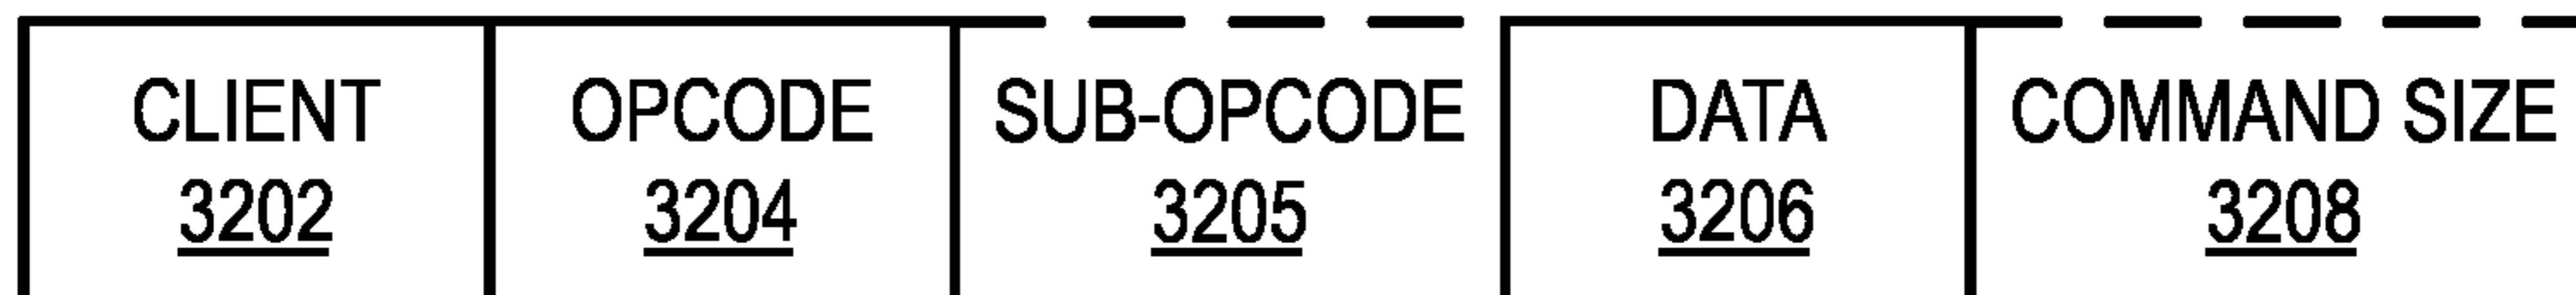 CLIENT OPCODE SUB-OPCODE DATA COMMAND SIZE
3202 3204 3205 3206 3208